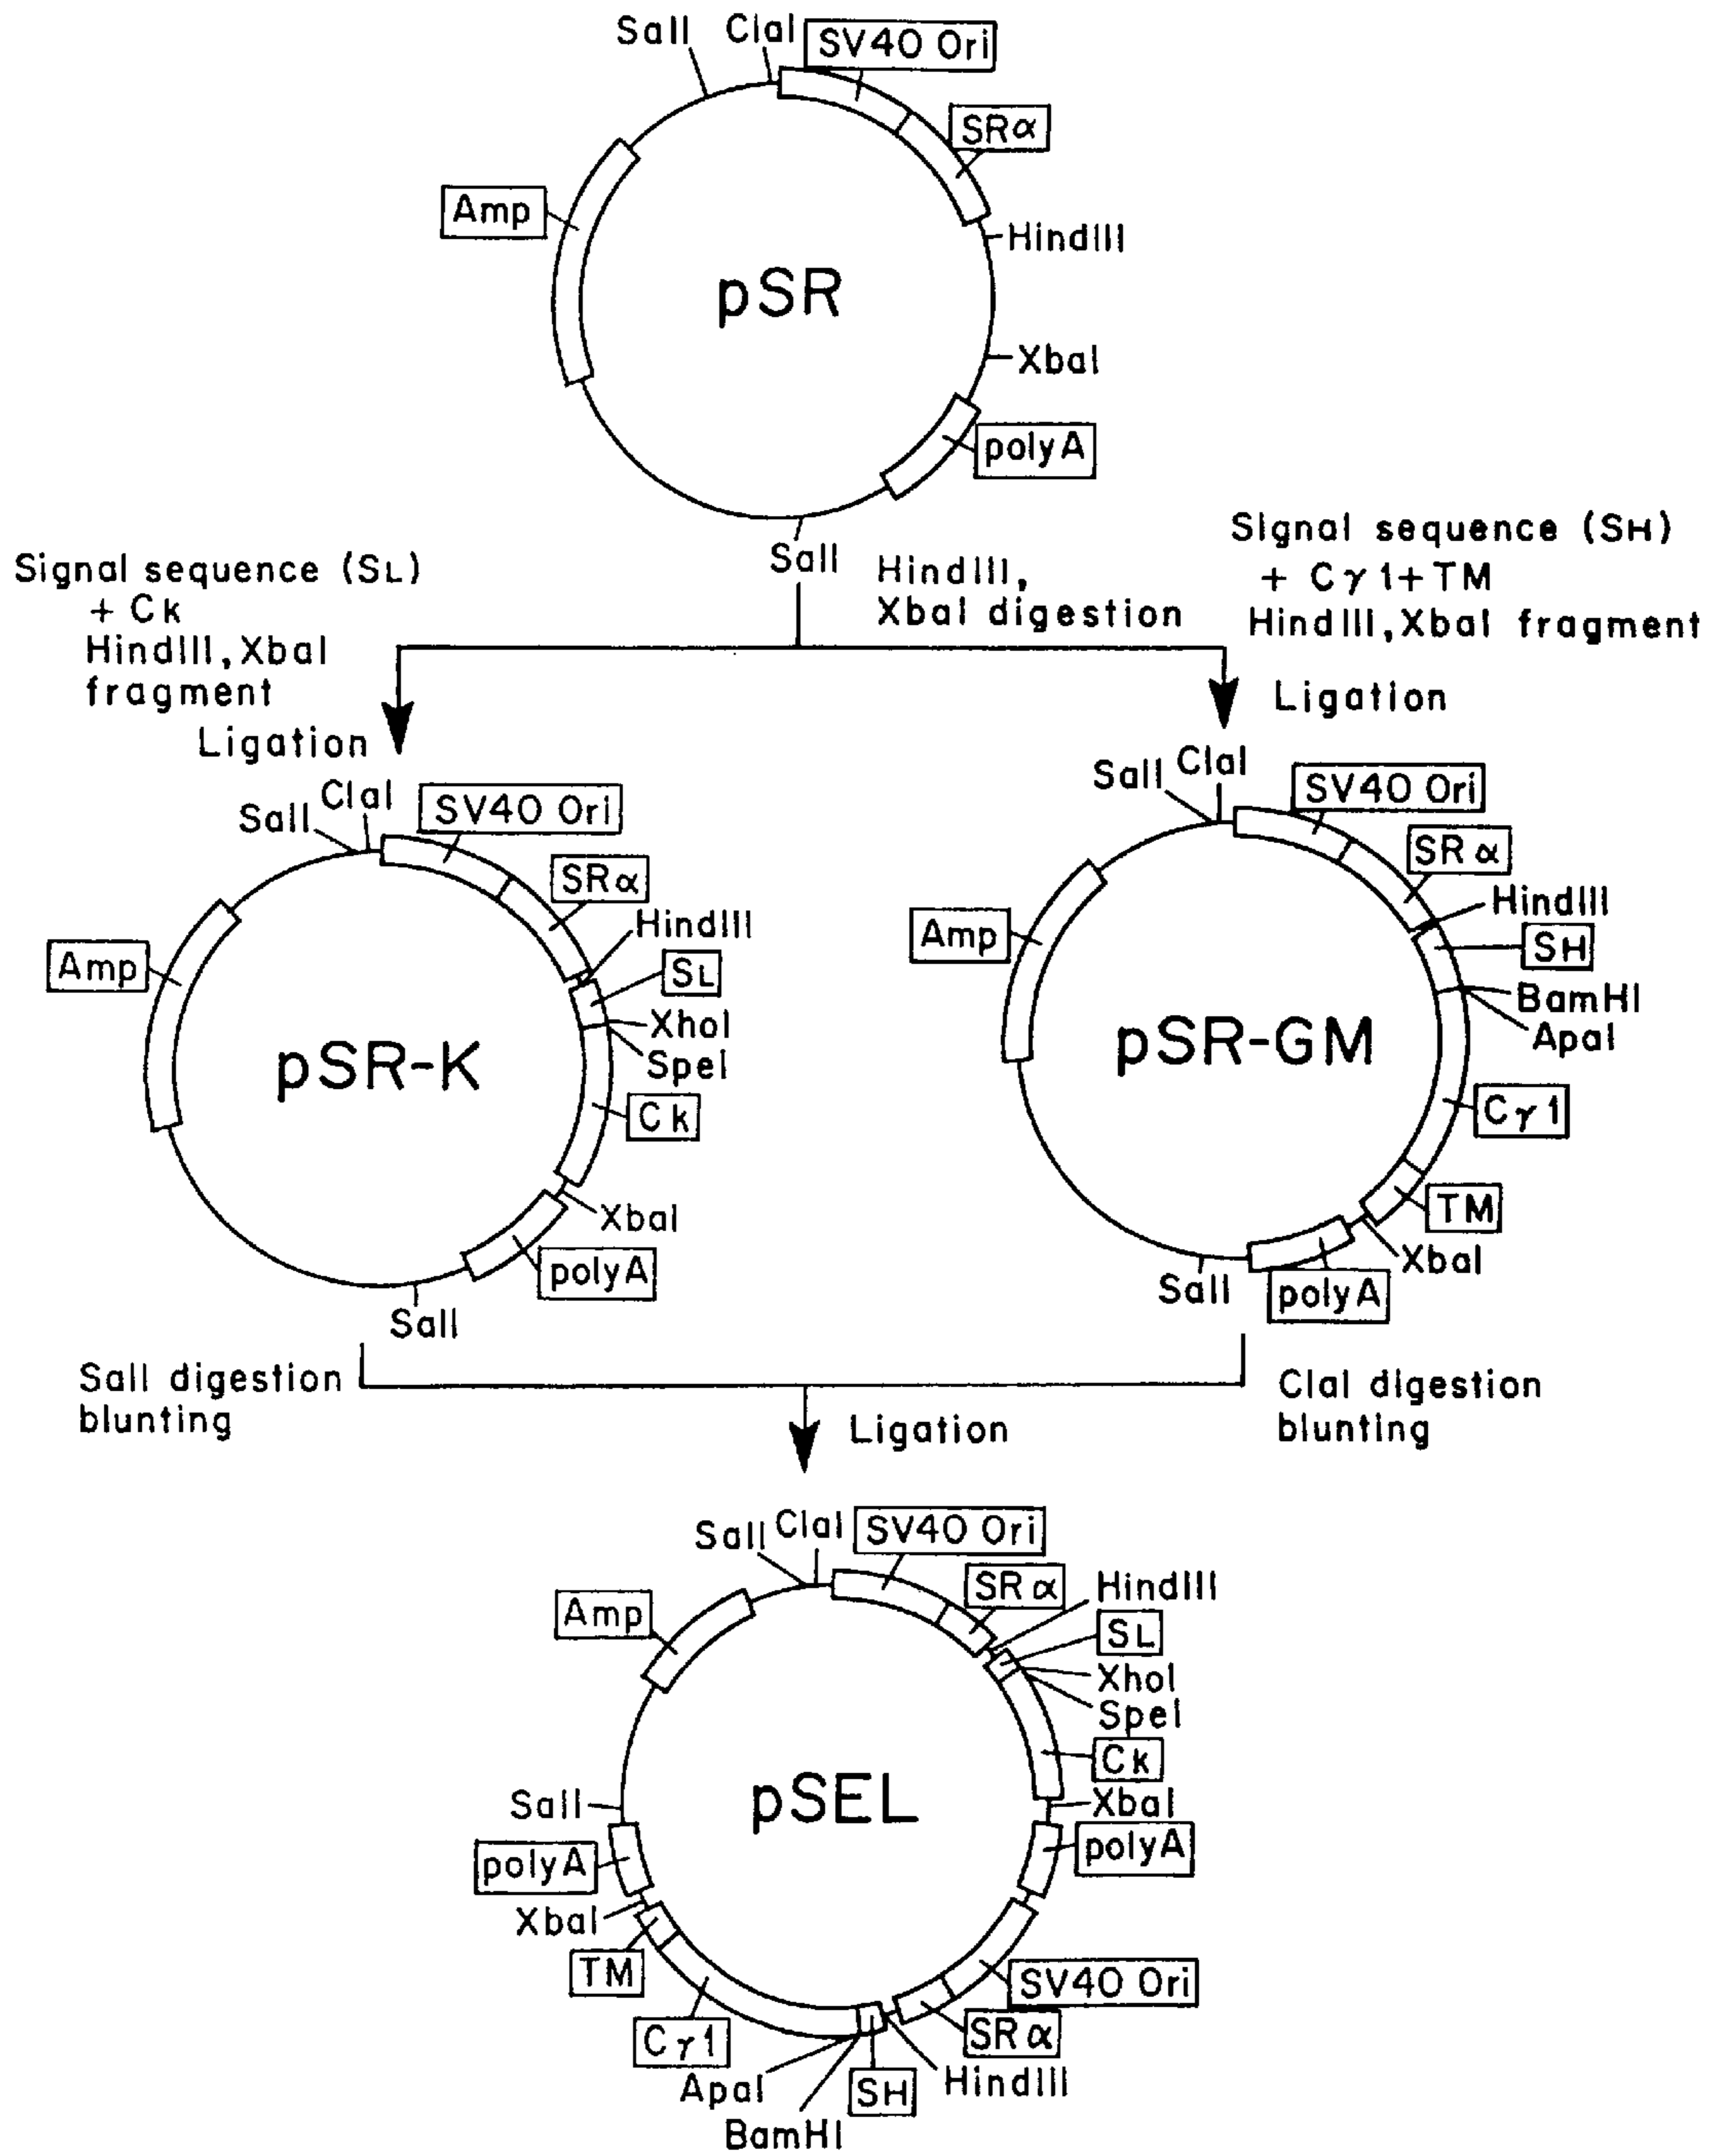 SalI ClaI SV40 Ori
SRα
Amp
HindIII
pSR
XbaI
polyA
SalI
Signal sequence (SL)
+ Ck
HindIII, XbaI
fragment
Ligation
HindIII,
XbaI digestion
Signal sequence (SH)
+ Cγ1+TM
HindIII, XbaI fragment
Ligation
SalI ClaI SV40 Ori
SRα
HindIII
Amp
SL
XhoI
SpeI
pSR-K
Ck
XbaI
polyA
SalI
SalI ClaI SV40 Ori
SRα
HindIII
Amp
SH
BamHI
ApaI
pSR-GM
Cγ1
TM
XbaI
SalI
polyA
SalI digestion
blunting
Ligation
ClaI digestion
blunting
SalI ClaI SV40 Ori
SRα HindIII
Amp
SL
XhoI
SpeI
Ck
pSEL
SalI
XbaI
polyA
polyA
XbaI
TM
SV40 Ori
Cγ1
SRα
ApaI
SH
HindIII
BamHI